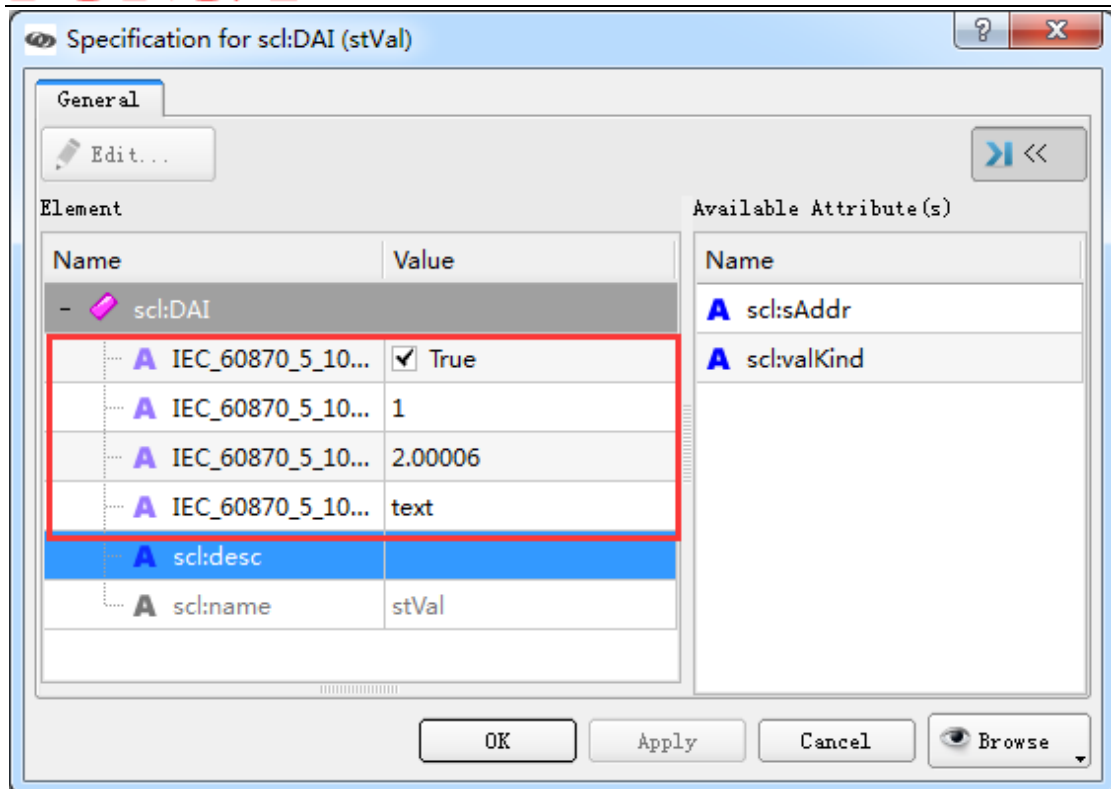 Specification for scl:DAI (stVal)
General
Edit...
Element
Available Attribute(s)
Name Value
Name
scl:DAI
scl:sAddr
IEC_60870_5_10... True
scl:valKind
IEC_60870_5_10... 1
IEC_60870_5_10... 2.00006
IEC_60870_5_10... text
scl:desc
scl:name stVal
OK
Apply
Cancel
Browse